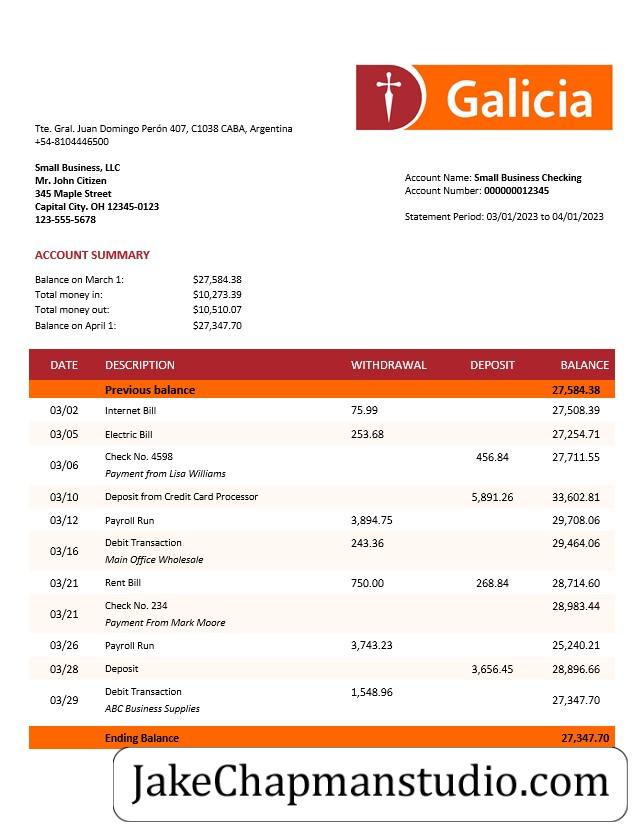 Galicia
Tte. Gral. Juan Domingo Perón 407, C1038 CABA, Argentina
+54-8104446500
Small Business, LLC
Mr. John Citizen
345 Maple Street
Capital City. OH 12345-0123
123-555-5678
Account Name: Small Business Checking
Account Number: 000000012345
Statement Period: 03/01/2023 to 04/01/2023
ACCOUNT SUMMARY
Balance on March 1: $27,584.38
Total money in: $10,273.39
Total money out: $10,510.07
Balance on April 1: $27,347.70
DATE DESCRIPTION WITHDRAWAL DEPOSIT BALANCE
Previous balance 27,584.38
03/02 Internet Bill 75.99 27,508.39
03/05 Electric Bill 253.68 27,254.71
03/06 Check No. 4598 456.84 27,711.55
Payment from Lisa Williams
03/10 Deposit from Credit Card Processor 5,891.26 33,602.81
03/12 Payroll Run 3,894.75 29,708.06
03/16 Debit Transaction 243.36 29,464.06
Main Office Wholesale
03/21 Rent Bill 750.00 268.84 28,714.60
03/21 Check No. 234 28,983.44
Payment From Mark Moore
03/26 Payroll Run 3,743.23 25,240.21
03/28 Deposit 3,656.45 28,896.66
03/29 Debit Transaction 1,548.96 27,347.70
ABC Business Supplies
Ending Balance 27,347.70
JakeChapmanstudio.com